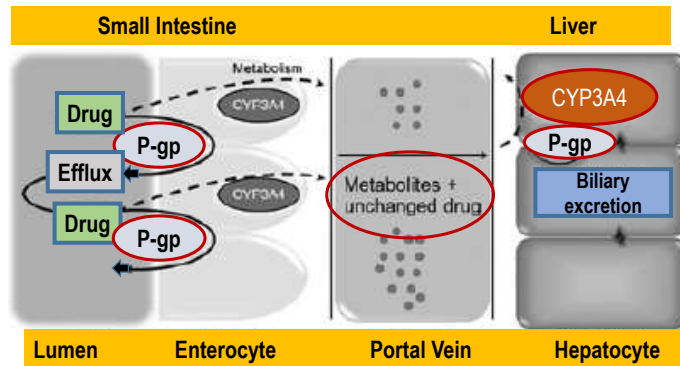 Small Intestine
Liver
Metabolism
CYP3A4
CYP3A4
Drug
P-gp
P-gp
Efflux
Metabolites +
unchanged drug
Biliary
excretion
CYP3A4
Drug
P-gp
Lumen
Enterocyte
Portal Vein
Hepatocyte